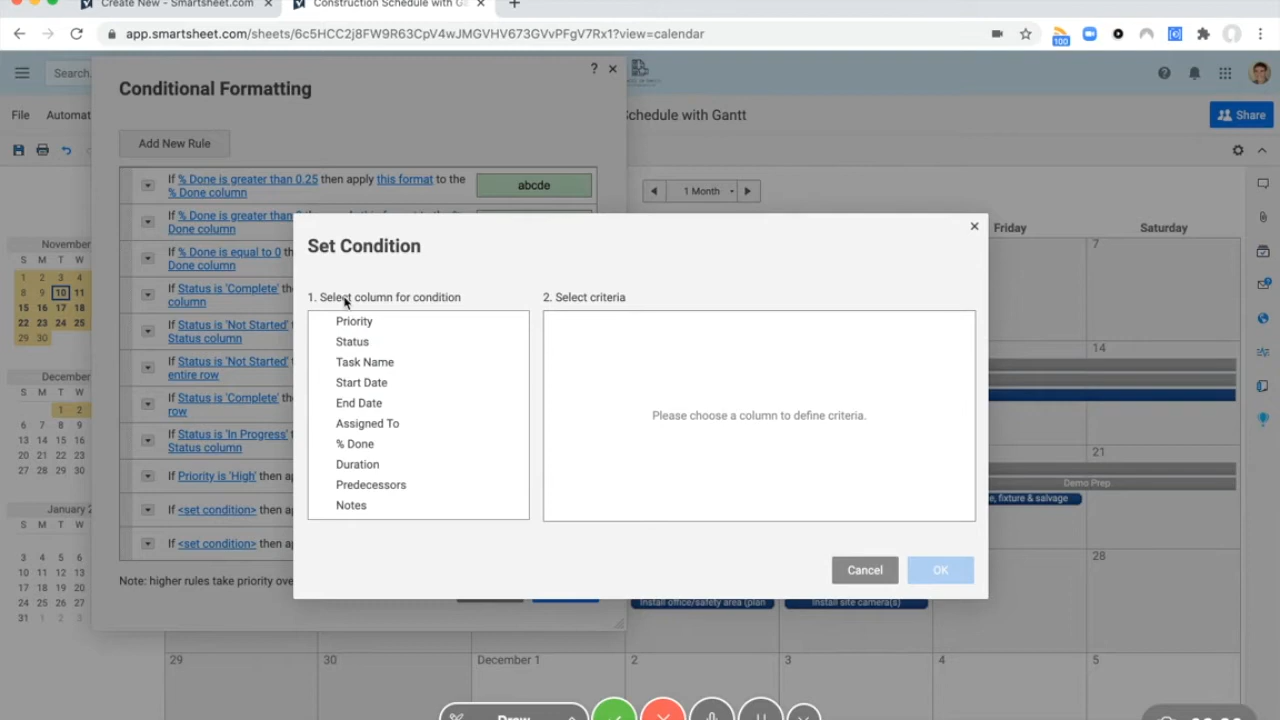 Create New - Smartsheet.com
Construction Schedule with G
app.smartsheet.com/sheets/6c5HCC2j8FW9R63CpV4wJMGVHV673GVvPFgV7Rx1?view=calendar
100
Search.
Conditional Formatting
?
File
Automat
Schedule with Gantt
Share
Add New Rule
If % Done is greater than 0.25 then apply this format to the
% Done column
abcde
1 Month
If % Done is greater than
Done column
Set Condition
Friday
Saturday
November
S M T W
1 2 3 4
8 9 10 11
15 16 17 18
22 23 24 25
29 30
If % Done is equal to 0 th
Done column
7
If Status is 'Complete' the
column
1. Select column for condition
2. Select criteria
If Status is 'Not Started' t
Status column
Priority
Status
Task Name
Start Date
End Date
Assigned To
% Done
Duration
Predecessors
Notes
Please choose a column to define criteria.
14
If Status is 'Not Started' t
entire row
December
S M T W
1 2
6 7 8 9
13 14 15 16
20 21 22 23
27 28 29 30
If Status is 'Complete' the
row
If Status is 'In Progress' t
Status column
21
Demo Prep
e, fixture & salvage
If Priority is 'High' then ap
If <set condition> then ap
If <set condition> then ap
January 2
S M T W
3 4 5 6
10 11 12 13
17 18 19 20
24 25 26 27
31 1 2 3
28
Cancel
OK
Note: higher rules take priority ove
Install office/safety area (plan
Install site camera(s)
29
30
December 1
2
3
4
5
Draw